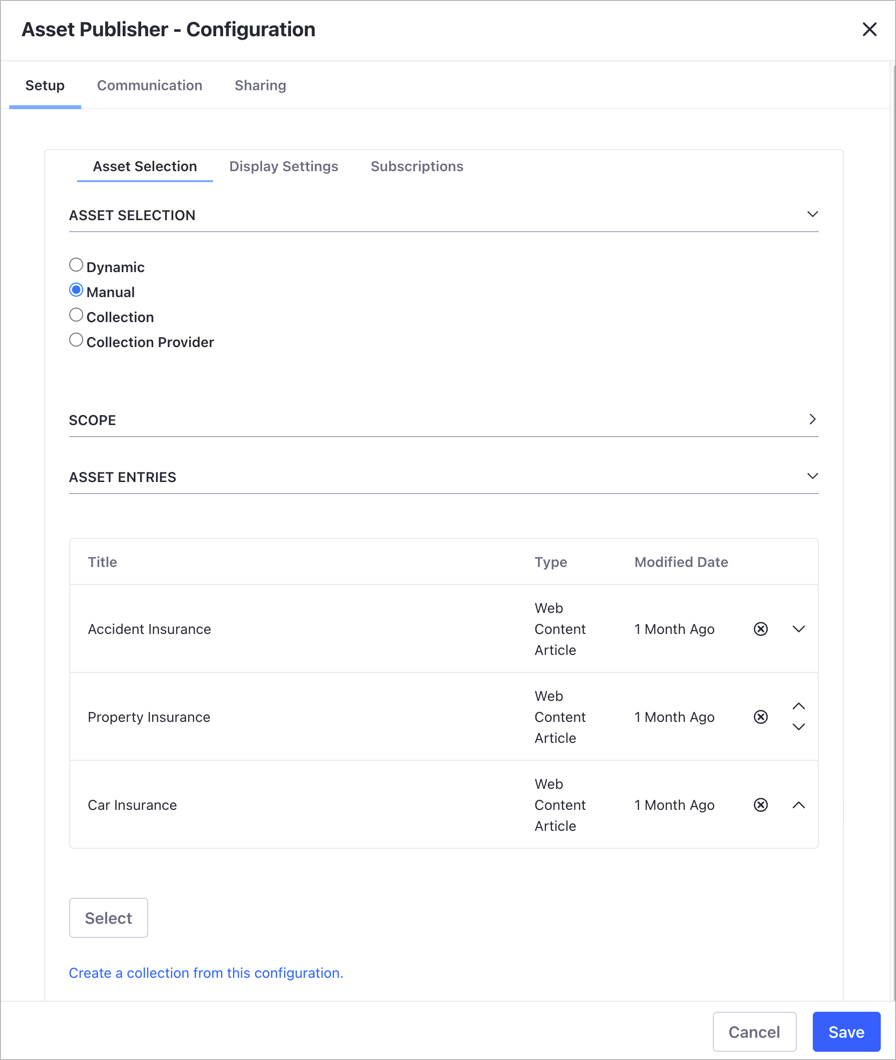 Asset Publisher - Configuration
Setup Communication Sharing
Asset Selection Display Settings Subscriptions
ASSET SELECTION
Dynamic
Manual
Collection
Collection Provider
SCOPE
ASSET ENTRIES
Title Type Modified Date
Accident Insurance Web Content Article 1 Month Ago
Property Insurance Web Content Article 1 Month Ago
Car Insurance Web Content Article 1 Month Ago
Select
Create a collection from this configuration.
Cancel Save